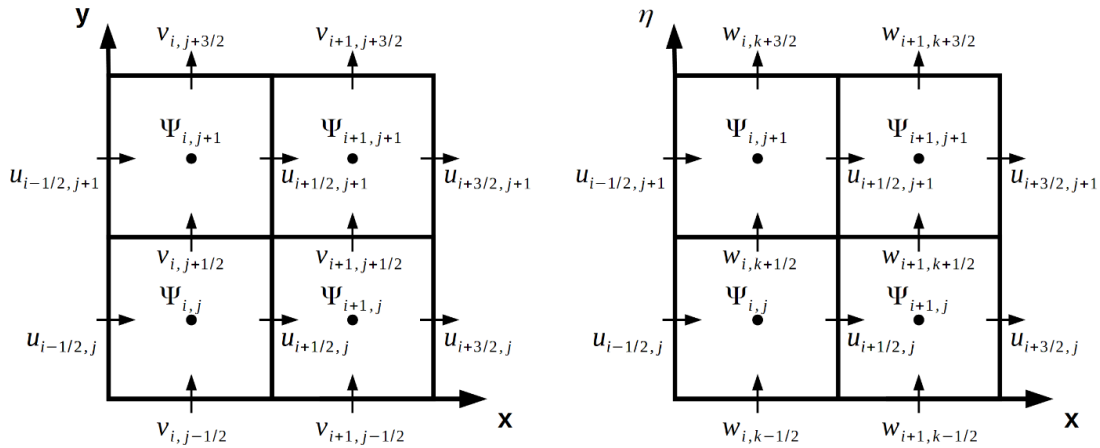 y
v_{i,j+3/2} v_{i+1,j+3/2}
Ψ_{i,j+1} Ψ_{i+1,j+1}
u_{i−1/2,j+1} u_{i+1/2,j+1} u_{i+3/2,j+1}
v_{i,j+1/2} v_{i+1,j+1/2}
Ψ_{i,j} Ψ_{i+1,j}
u_{i−1/2,j} u_{i+1/2,j} u_{i+3/2,j}
x
v_{i,j−1/2} v_{i+1,j−1/2}
η
w_{i,k+3/2} w_{i+1,k+3/2}
Ψ_{i,j+1} Ψ_{i+1,j+1}
u_{i−1/2,j+1} u_{i+1/2,j+1} u_{i+3/2,j+1}
w_{i,k+1/2} w_{i+1,k+1/2}
Ψ_{i,j} Ψ_{i+1,j}
u_{i−1/2,j} u_{i+1/2,j} u_{i+3/2,j}
x
w_{i,k−1/2} w_{i+1,k−1/2}